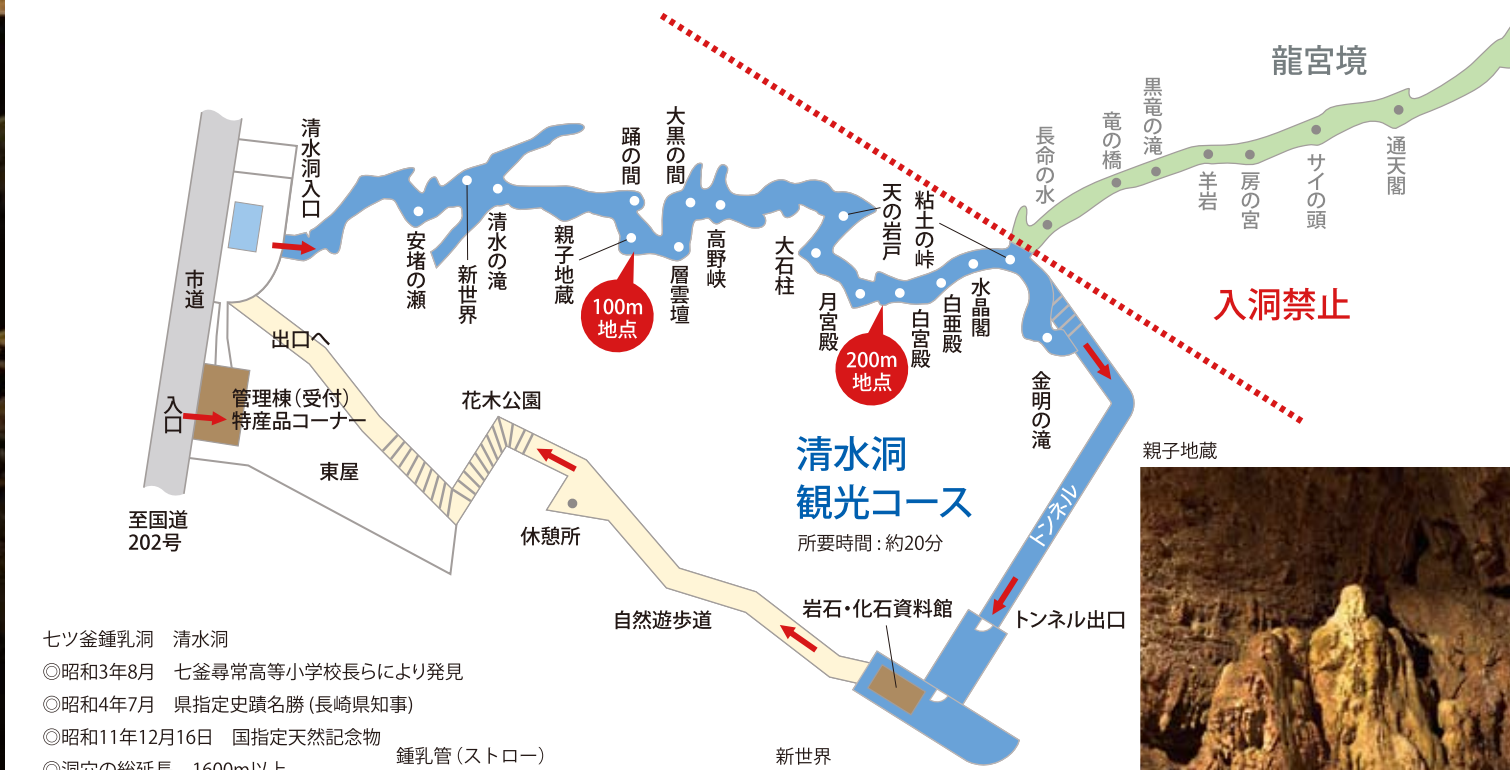 龍宮境
黒竜の滝
竜の橋
長命の水
羊岩
房の宮
サイの頭
通天閣
入洞禁止
清水洞入口
踊の間
大黒の間
天の岩戸
粘土の峠
安堵の瀬
新世界
清水の滝
親子地蔵
層雲壇
高野峡
大石柱
月宮殿
白宮殿
白亜殿
水晶閣
金明の滝
100m
地点
200m
地点
市道
出口へ
入口
管理棟（受付）
特産品コーナー
東屋
花木公園
休憩所
至国道
202号
清水洞
観光コース
所要時間 : 約20分
トンネル
トンネル出口
岩石・化石資料館
自然遊歩道
親子地蔵
七ツ釜鍾乳洞　清水洞
◎昭和3年8月　七釜尋常高等小学校長らにより発見
◎昭和4年7月　県指定史蹟名勝 (長崎県知事)
◎昭和11年12月16日　国指定天然記念物
◎洞穴の総延長　1600m以上
鍾乳管（ストロー）
新世界